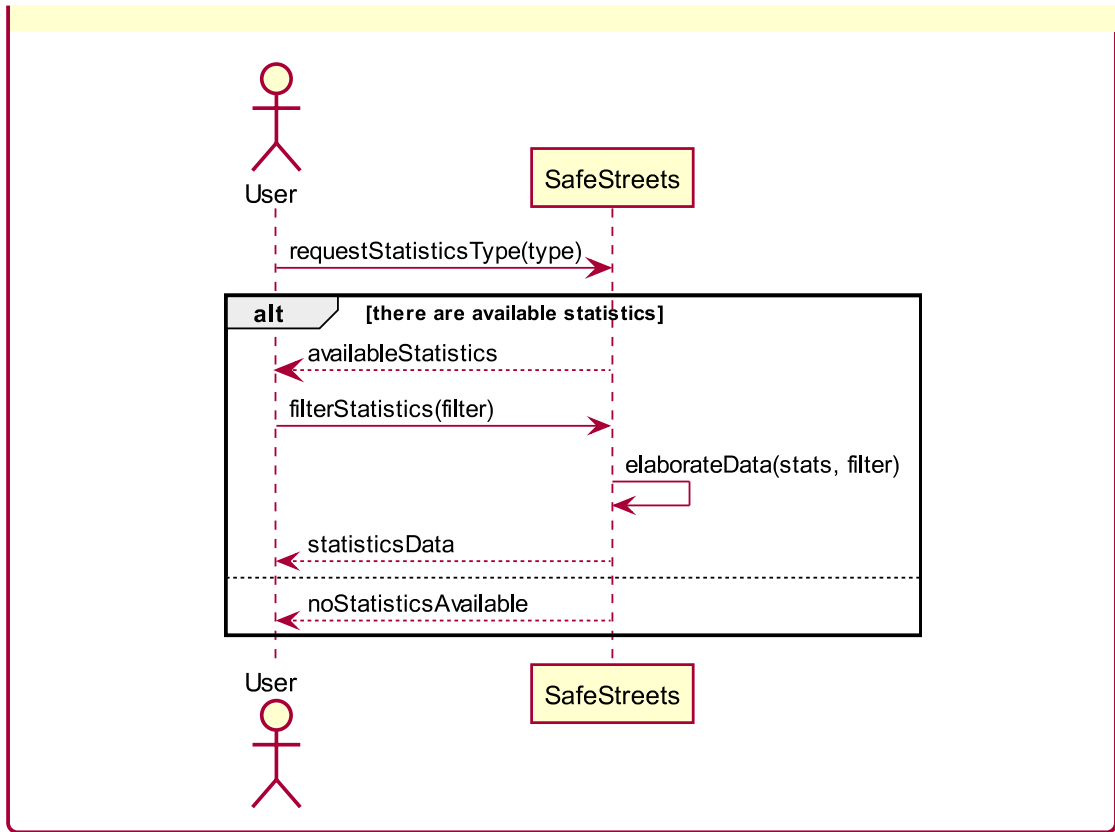 User
SafeStreets
requestStatisticsType(type)
alt [there are available statistics]
availableStatistics
filterStatistics(filter)
elaborateData(stats, filter)
statisticsData
noStatisticsAvailable
User
SafeStreets